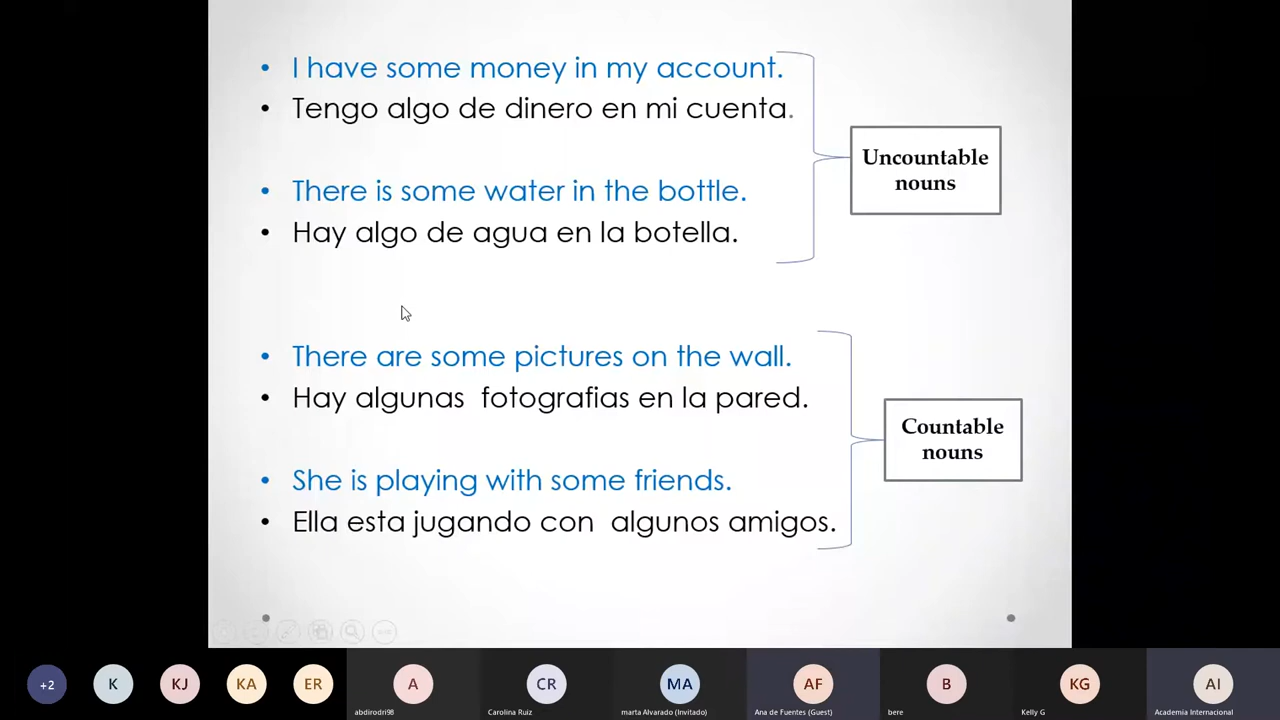 • I have some money in my account.
• Tengo algo de dinero en mi cuenta.
• There is some water in the bottle.
• Hay algo de agua en la botella.
Uncountable
nouns
• There are some pictures on the wall.
• Hay algunas  fotografias en la pared.
• She is playing with some friends.
• Ella esta jugando con  algunos amigos.
Countable
nouns
+2
K
KJ
KA
ER
A
abdirodri98
CR
Carolina Ruiz
MA
marta Alvarado (Invitado)
AF
Ana de Fuentes (Guest)
B
bere
KG
Kelly G
AI
Academia Internacional